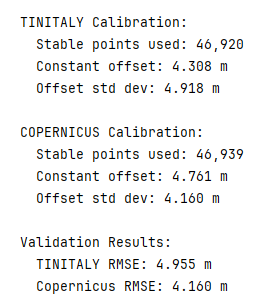 TINITALY Calibration:
Stable points used: 46,920
Constant offset: 4.308 m
Offset std dev: 4.918 m
COPERNICUS Calibration:
Stable points used: 46,939
Constant offset: 4.761 m
Offset std dev: 4.160 m
Validation Results:
TINITALY RMSE: 4.955 m
Copernicus RMSE: 4.160 m